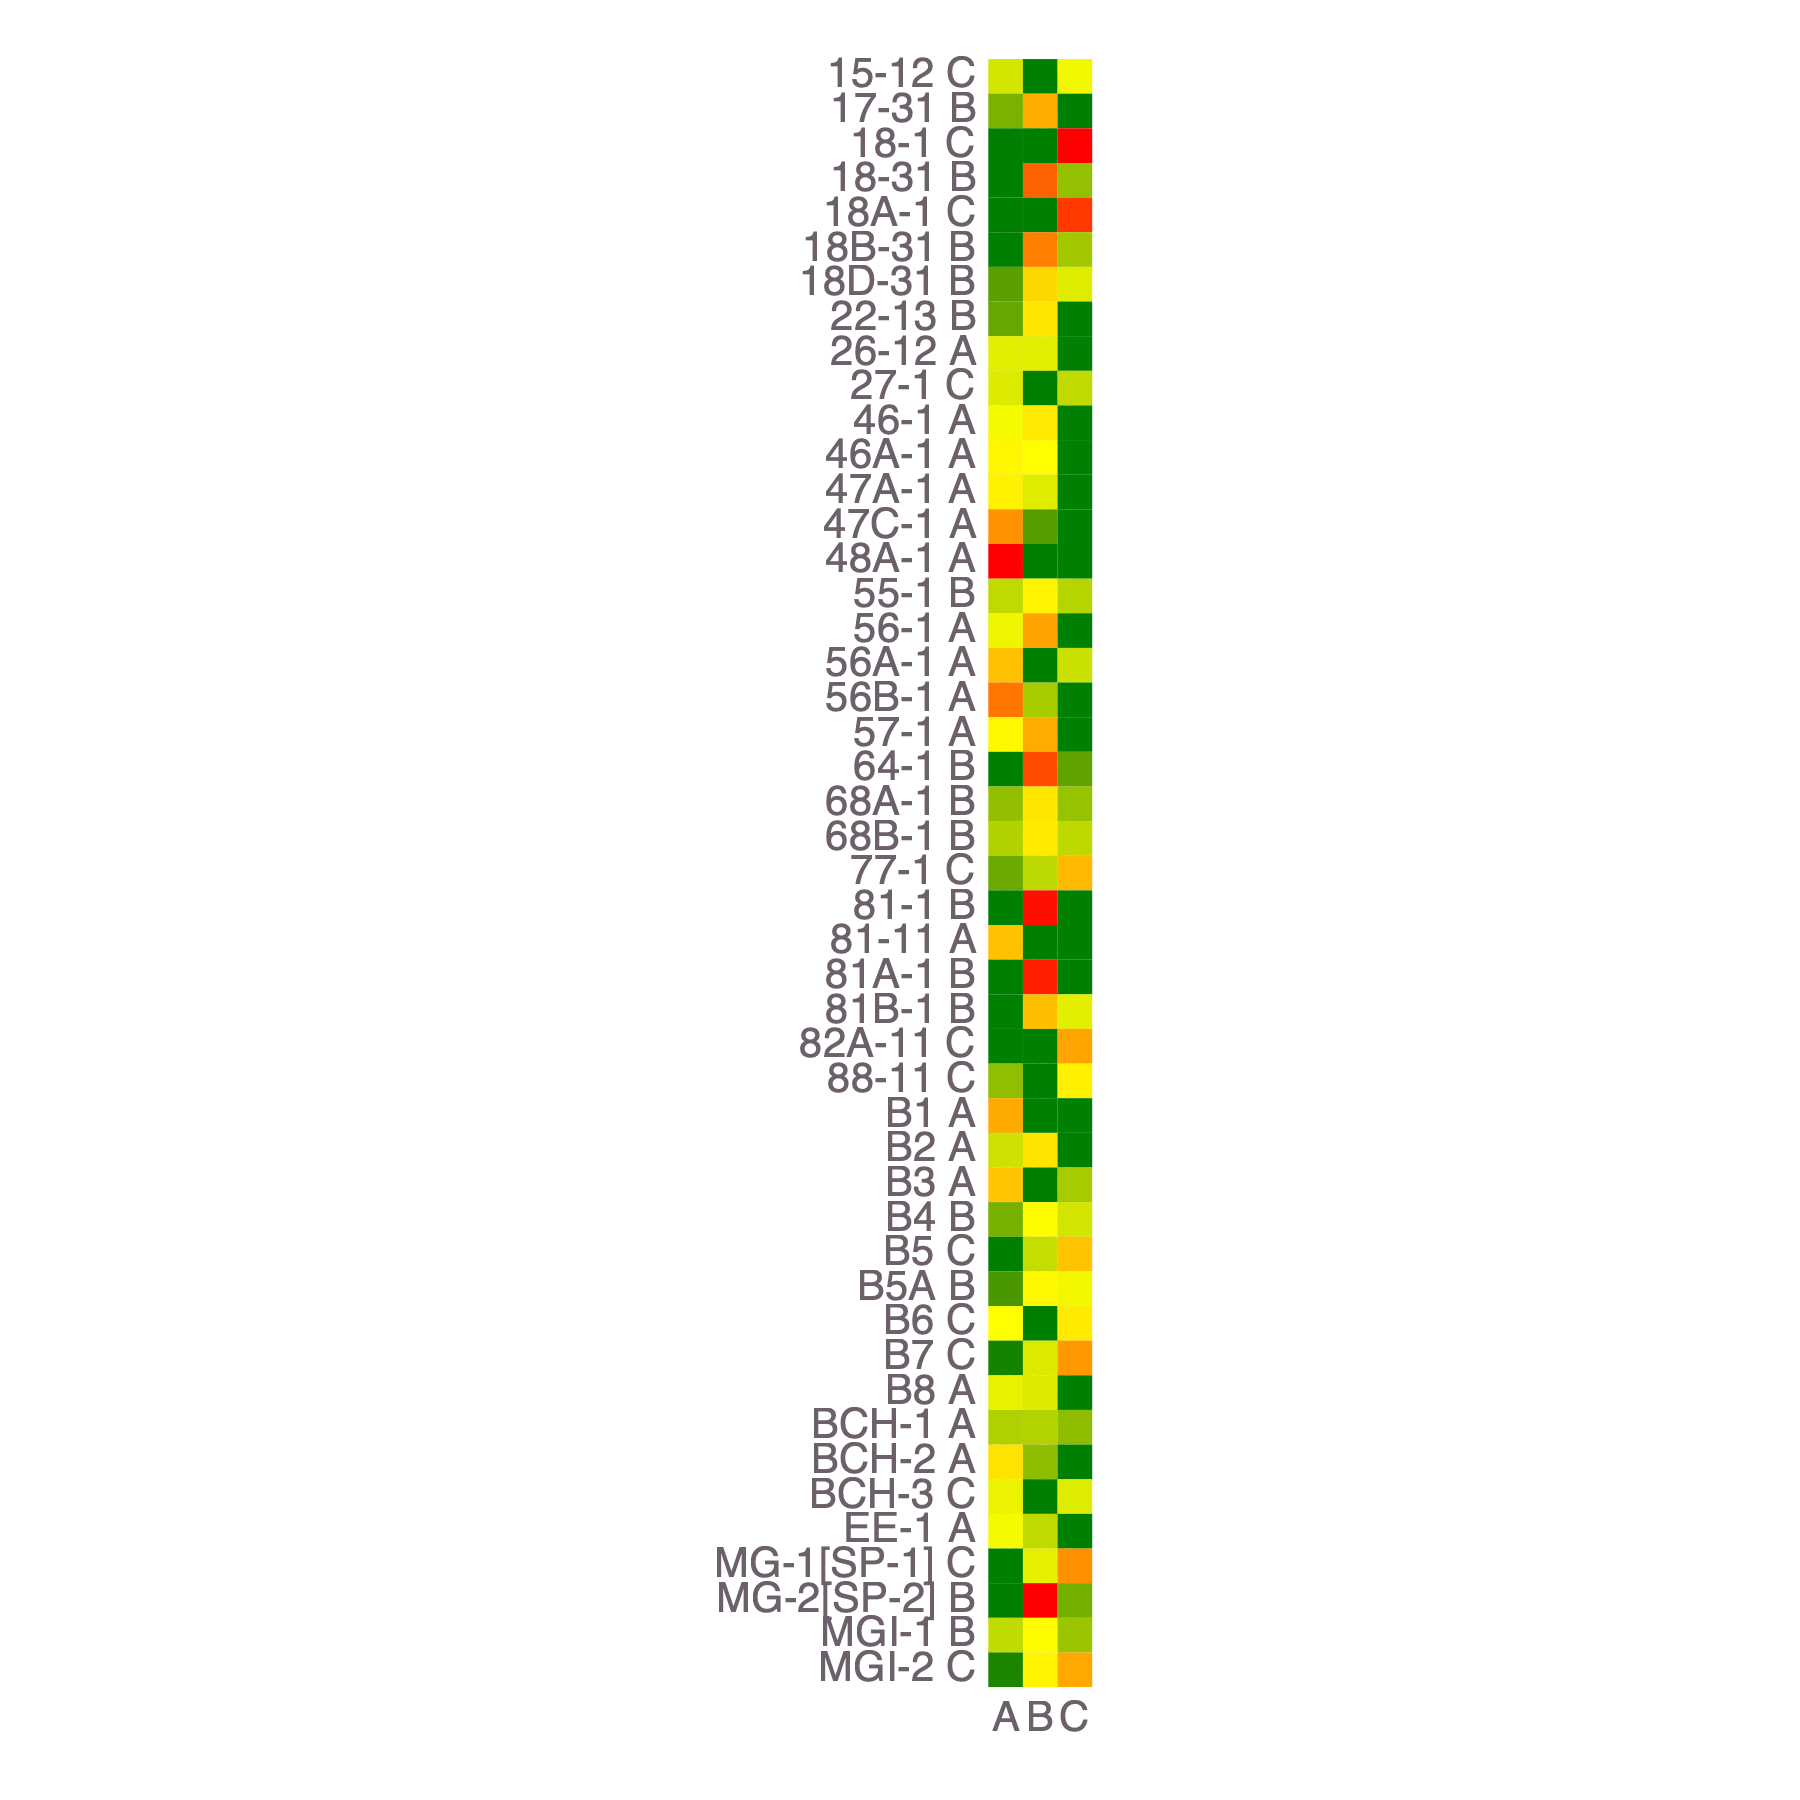 15-12 C
17-31 B
18-1 C
18-31 B
18A-1 C
18B-31 B
18D-31 B
22-13 B
26-12 A
27-1 C
46-1 A
46A-1 A
47A-1 A
47C-1 A
48A-1 A
55-1 B
56-1 A
56A-1 A
56B-1 A
57-1 A
64-1 B
68A-1 B
68B-1 B
77-1 C
81-1 B
81-11 A
81A-1 B
81B-1 B
82A-11 C
88-11 C
B1 A
B2 A
B3 A
B4 B
B5 C
B5A B
B6 C
B7 C
B8 A
BCH-1 A
BCH-2 A
BCH-3 C
EE-1 A
MG-1[SP-1] C
MG-2[SP-2] B
MGI-1 B
MGI-2 C
A B C